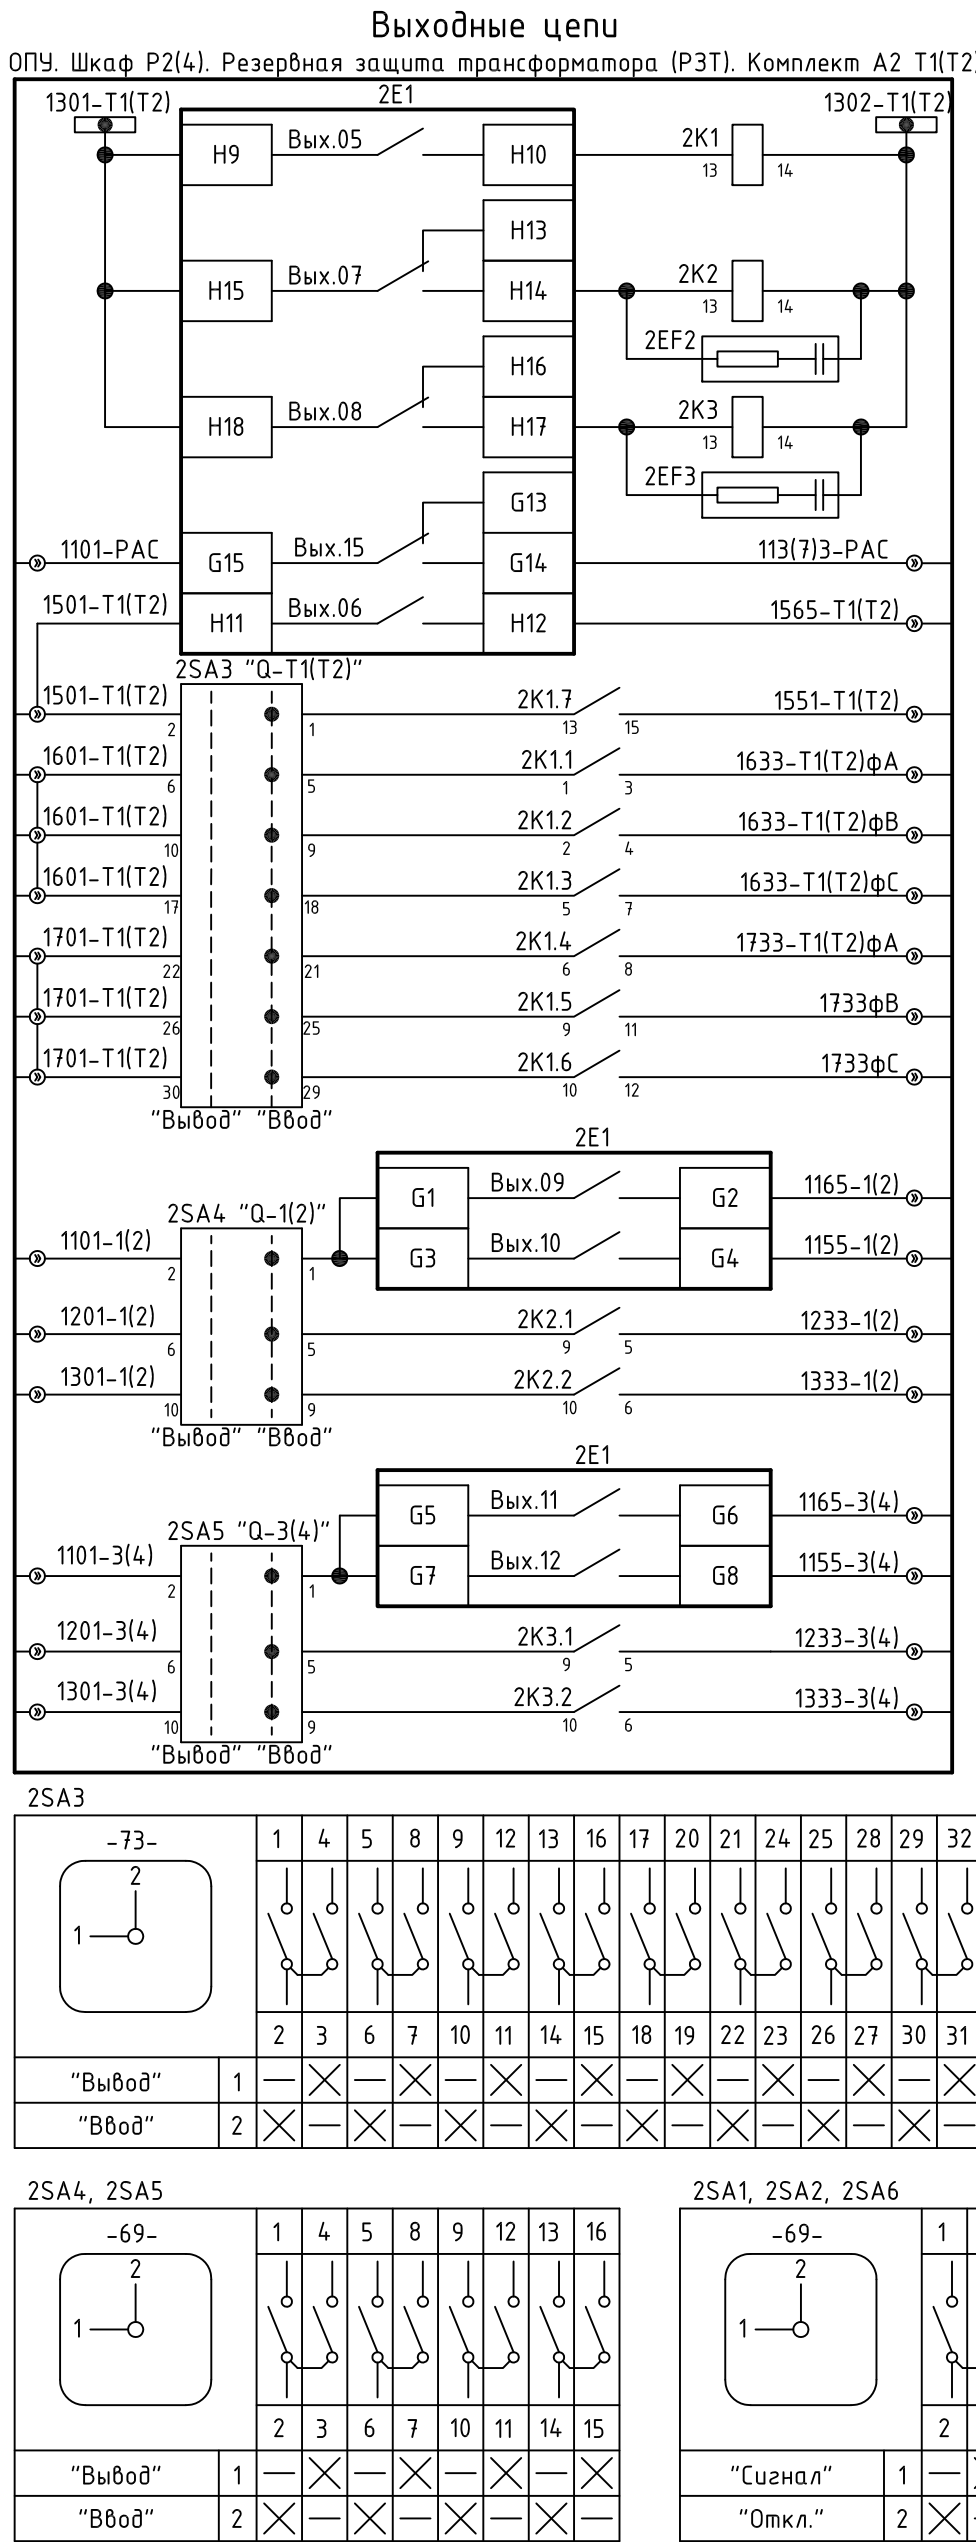 Выходные цепи
ОПУ. Шкаф Р2(4). Резервная защита трансформатора (РЗТ). Комплект А2 Т1(Т2)
1301-Т1(Т2) 2Е1 1302-Т1(Т2)
Н9 Вых.05 Н10 2К1 13 14
Н13
Н15 Вых.07 Н14 2К2 13 14
2EF2
Н16
Н18 Вых.08 Н17 2К3 13 14
2EF3
G13
1101-РАС G15 Вых.15 G14 113(7)3-РАС
1501-Т1(Т2) Н11 Вых.06 Н12 1565-Т1(Т2)
2SA3 "Q-Т1(Т2)"
1501-Т1(Т2) 2 1 2К1.7 13 15 1551-Т1(Т2)
1601-Т1(Т2) 6 5 2К1.1 1 3 1633-Т1(Т2)фА
1601-Т1(Т2) 10 9 2К1.2 2 4 1633-Т1(Т2)фВ
1601-Т1(Т2) 17 18 2К1.3 5 7 1633-Т1(Т2)фС
1701-Т1(Т2) 22 21 2К1.4 6 8 1733-Т1(Т2)фА
1701-Т1(Т2) 26 25 2К1.5 9 11 1733фВ
1701-Т1(Т2) 30 29 2К1.6 10 12 1733фС
"Вывод" "Ввод"
2Е1
G1 Вых.09 G2 1165-1(2)
2SA4 "Q-1(2)"
1101-1(2) 2 1 G3 Вых.10 G4 1155-1(2)
1201-1(2) 6 5 2К2.1 9 5 1233-1(2)
1301-1(2) 10 9 2К2.2 10 6 1333-1(2)
"Вывод" "Ввод"
2Е1
G5 Вых.11 G6 1165-3(4)
2SA5 "Q-3(4)"
1101-3(4) 2 1 G7 Вых.12 G8 1155-3(4)
1201-3(4) 6 5 2К3.1 9 5 1233-3(4)
1301-3(4) 10 9 2К3.2 10 6 1333-3(4)
"Вывод" "Ввод"
2SA3
-73- 1 4 5 8 9 12 13 16 17 20 21 24 25 28 29 32
2
1
2 3 6 7 10 11 14 15 18 19 22 23 26 27 30 31
"Вывод" 1
"Ввод" 2
2SA4, 2SA5
-69- 1 4 5 8 9 12 13 16
2
1
2 3 6 7 10 11 14 15
"Вывод" 1
"Ввод" 2
2SA1, 2SA2, 2SA6
-69- 1
2
1
2
"Сигнал" 1
"Откл." 2